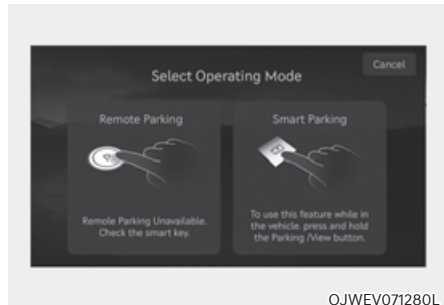 Cancel
Select Operating Mode
Remote Parking
Smart Parking
Remote Parking Unavailable.
Check the smart key.
To use this feature while in
the vehicle. press and hold
the Parking /View button.
OJWEV071280L